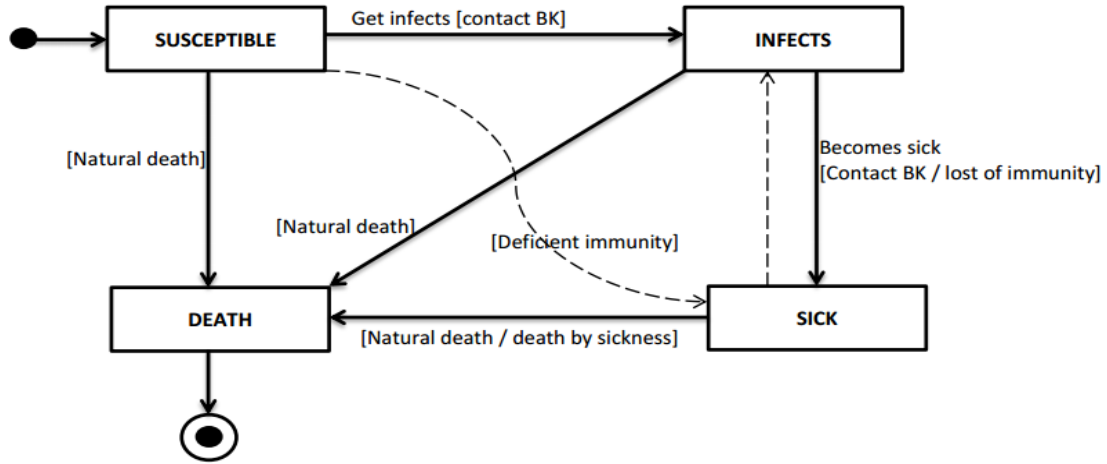 Get infects [contact BK]
SUSCEPTIBLE
INFECTS
[Natural death]
Becomes sick
[Contact BK / lost of immunity]
[Natural death]
[Deficient immunity]
DEATH
SICK
[Natural death / death by sickness]